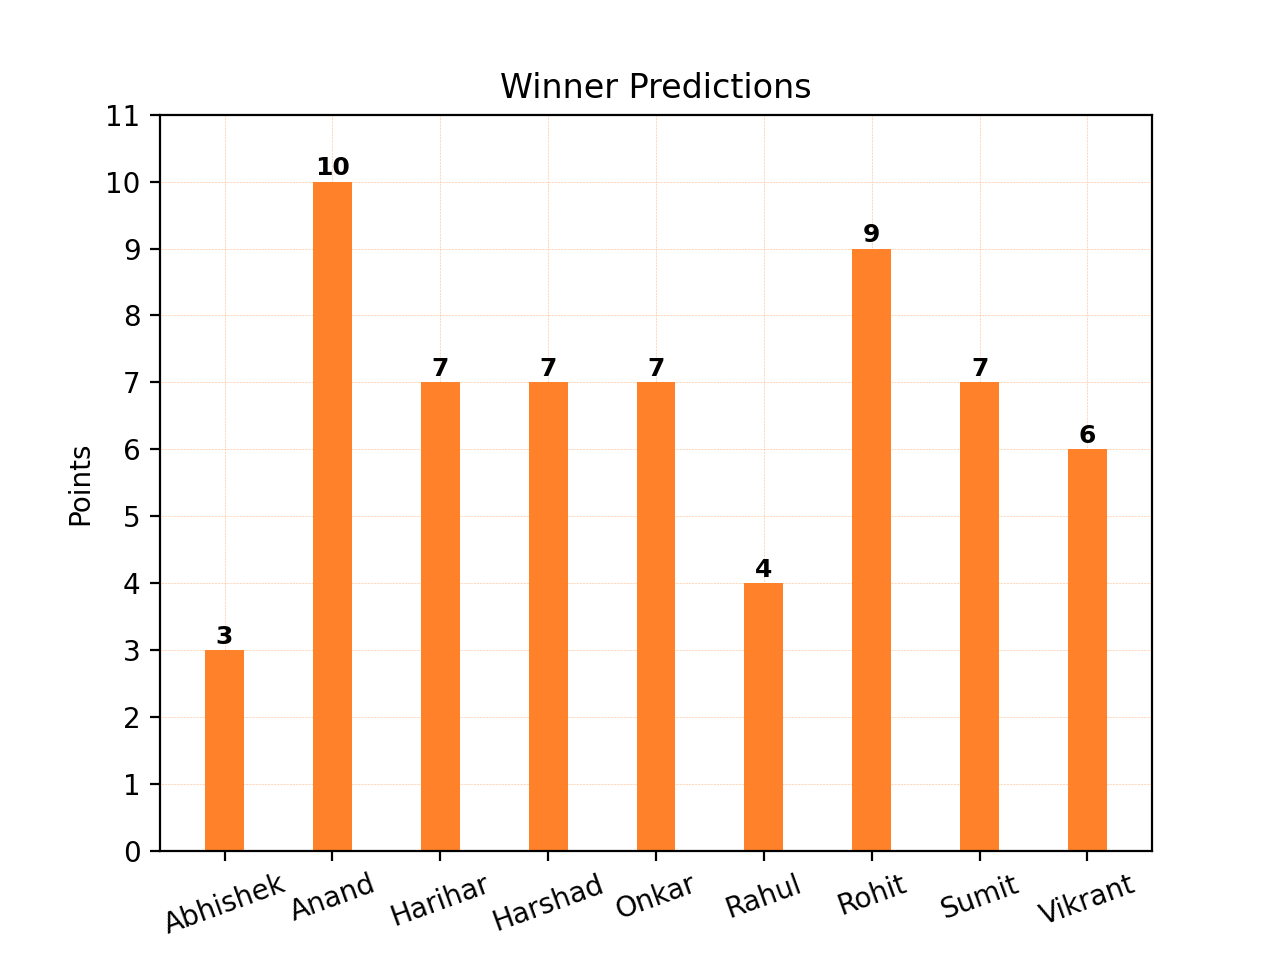 Winner Predictions
11
10
9
8
7
6
5
4
3
2
1
0
Points
3
10
7
7
7
4
9
7
6
Abhishek
Anand
Harihar
Harshad
Onkar
Rahul
Rohit
Sumit
Vikrant